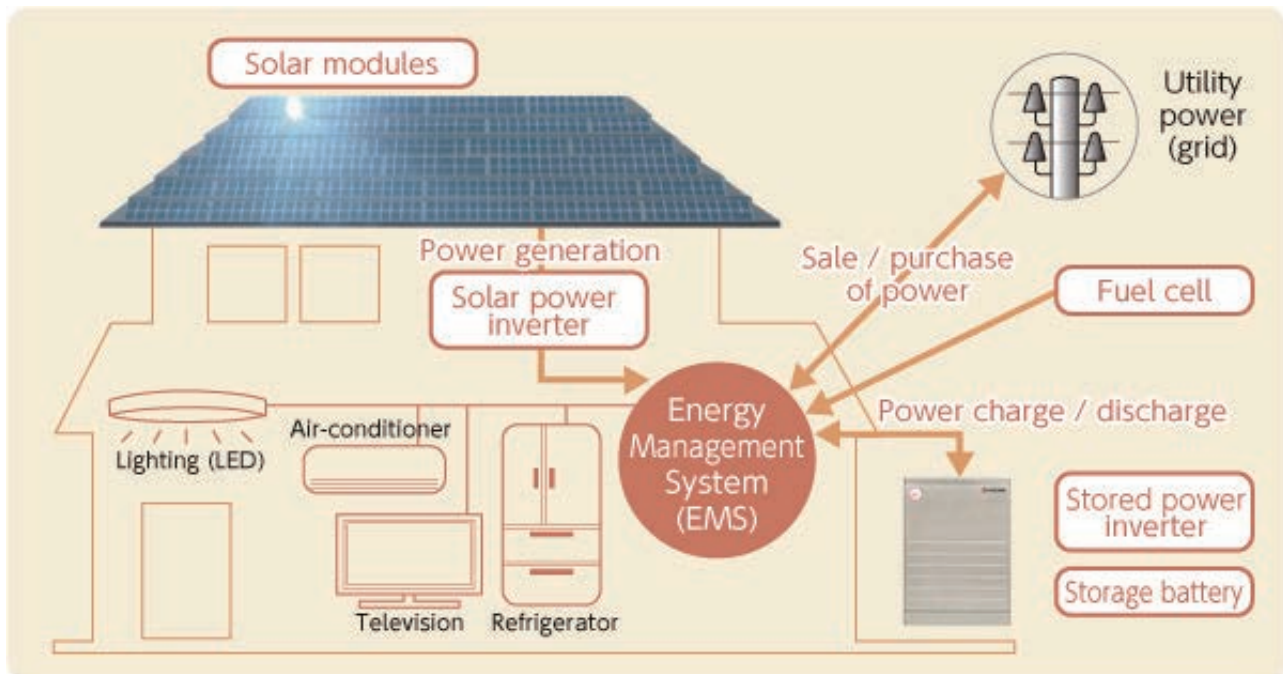 Solar modules
Utility
power
(grid)
Power generation
Solar power
inverter
Sale / purchase
of power
Fuel cell
Energy
Management
System
(EMS)
Power charge / discharge
Air-conditioner
Lighting (LED)
Stored power
inverter
Storage battery
Television
Refrigerator